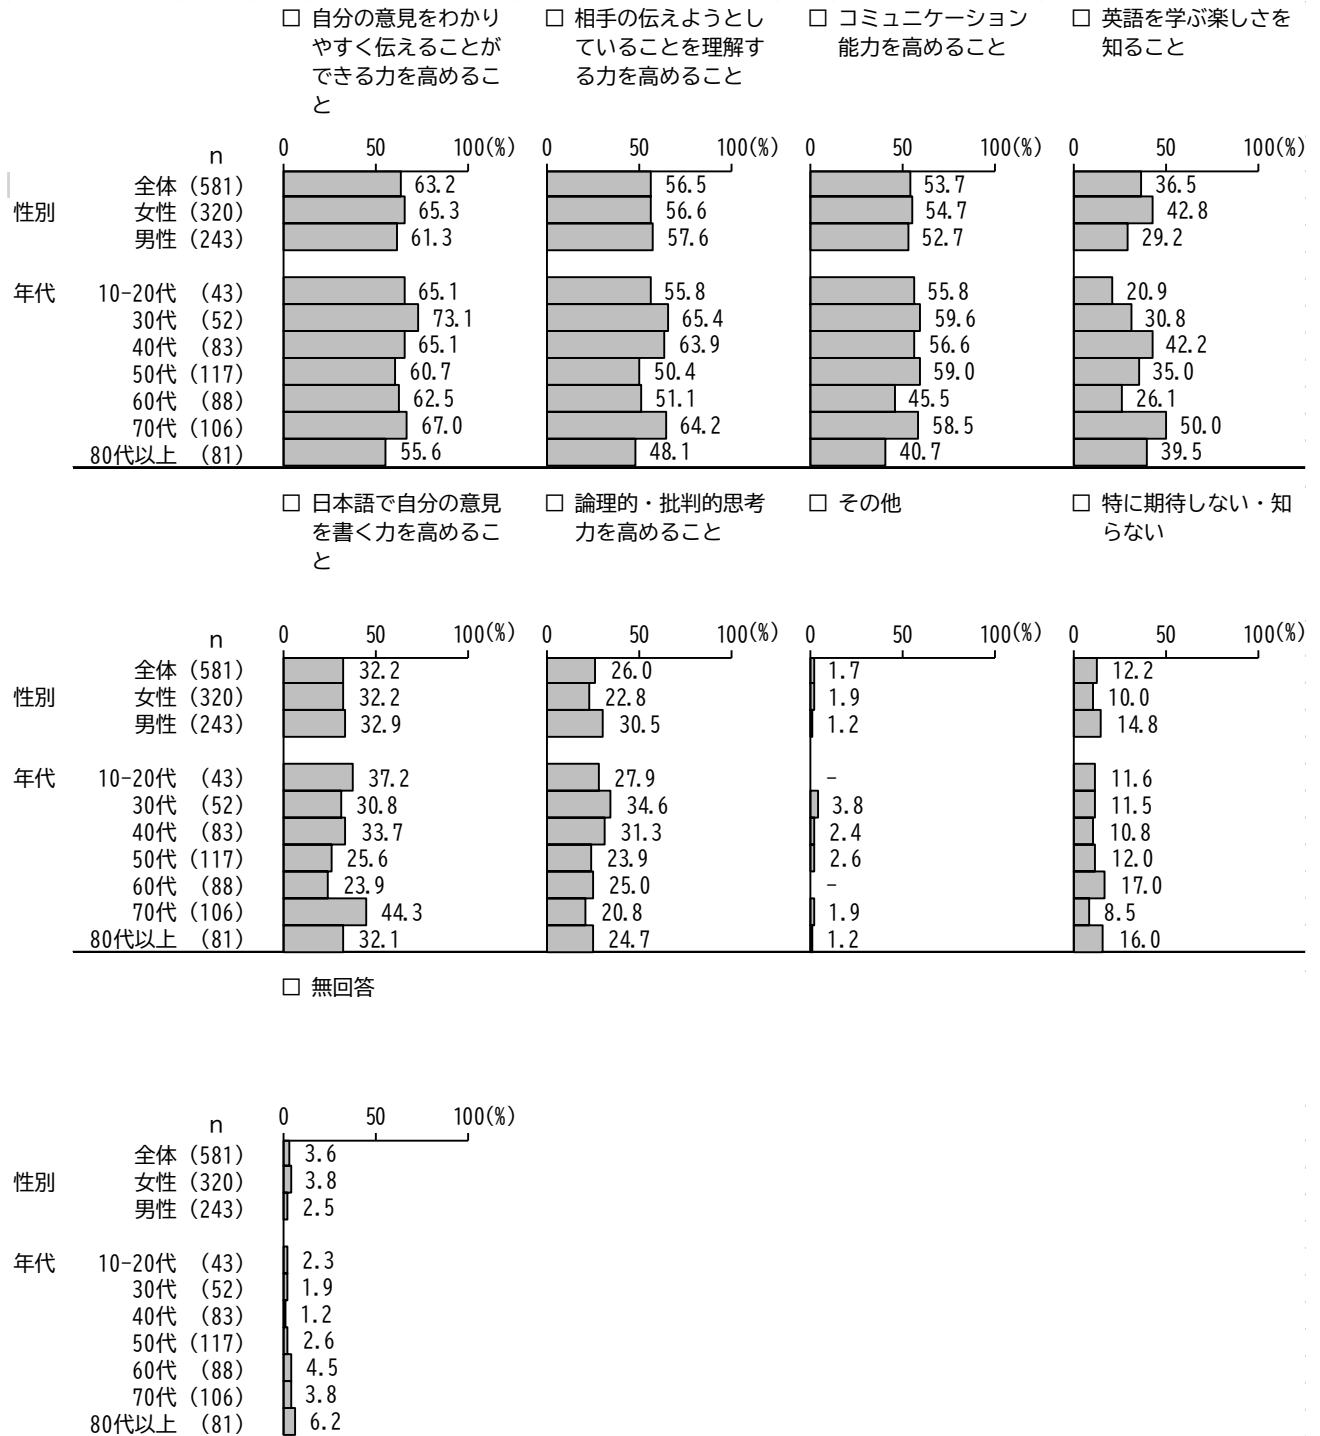 □ 自分の意見をわかり □ 相手の伝えようとし □ コミュニケーション □ 英語を学ぶ楽しさを
やすく伝えることが ていることを理解す 能力を高めること 知ること
できる力を高めるこ る力を高めること
と
n 0 50 100(%) 0 50 100(%) 0 50 100(%) 0 50 100(%)
全体 (581) 63.2 56.5 53.7 36.5
性別 女性 (320) 65.3 56.6 54.7 42.8
男性 (243) 61.3 57.6 52.7 29.2
年代 10-20代 (43) 65.1 55.8 55.8 20.9
30代 (52) 73.1 65.4 59.6 30.8
40代 (83) 65.1 63.9 56.6 42.2
50代 (117) 60.7 50.4 59.0 35.0
60代 (88) 62.5 51.1 45.5 26.1
70代 (106) 67.0 64.2 58.5 50.0
80代以上 (81) 55.6 48.1 40.7 39.5
□ 日本語で自分の意見 □ 論理的・批判的思考 □ その他 □ 特に期待しない・知
を書く力を高めるこ 力を高めること らない
と
n 0 50 100(%) 0 50 100(%) 0 50 100(%) 0 50 100(%)
全体 (581) 32.2 26.0 1.7 12.2
性別 女性 (320) 32.2 22.8 1.9 10.0
男性 (243) 32.9 30.5 1.2 14.8
年代 10-20代 (43) 37.2 27.9 - 11.6
30代 (52) 30.8 34.6 3.8 11.5
40代 (83) 33.7 31.3 2.4 10.8
50代 (117) 25.6 23.9 2.6 12.0
60代 (88) 23.9 25.0 - 17.0
70代 (106) 44.3 20.8 1.9 8.5
80代以上 (81) 32.1 24.7 1.2 16.0
□ 無回答
n 0 50 100(%)
全体 (581) 3.6
性別 女性 (320) 3.8
男性 (243) 2.5
年代 10-20代 (43) 2.3
30代 (52) 1.9
40代 (83) 1.2
50代 (117) 2.6
60代 (88) 4.5
70代 (106) 3.8
80代以上 (81) 6.2